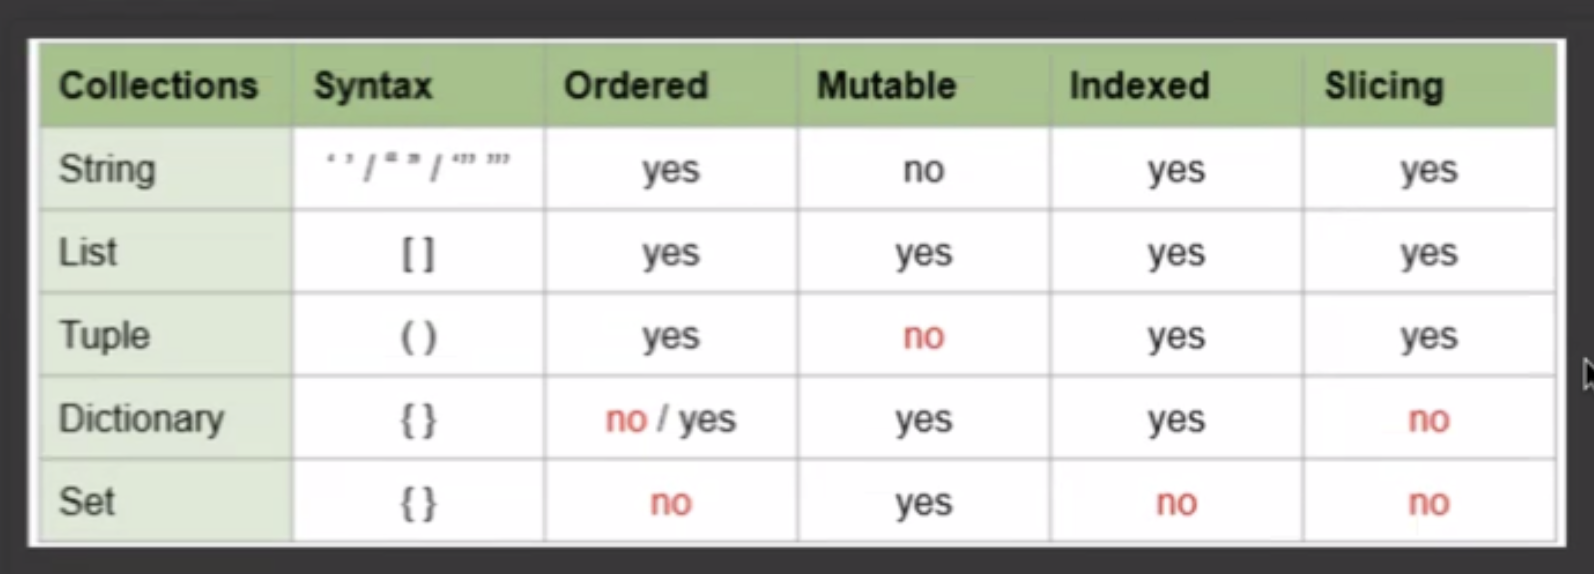 Collections Syntax Ordered Mutable Indexed Slicing
String ‘ ’ / “ ” / ‘’’ ’’’ yes no yes yes
List [ ] yes yes yes yes
Tuple ( ) yes no yes yes
Dictionary { } no / yes yes yes no
Set { } no yes no no